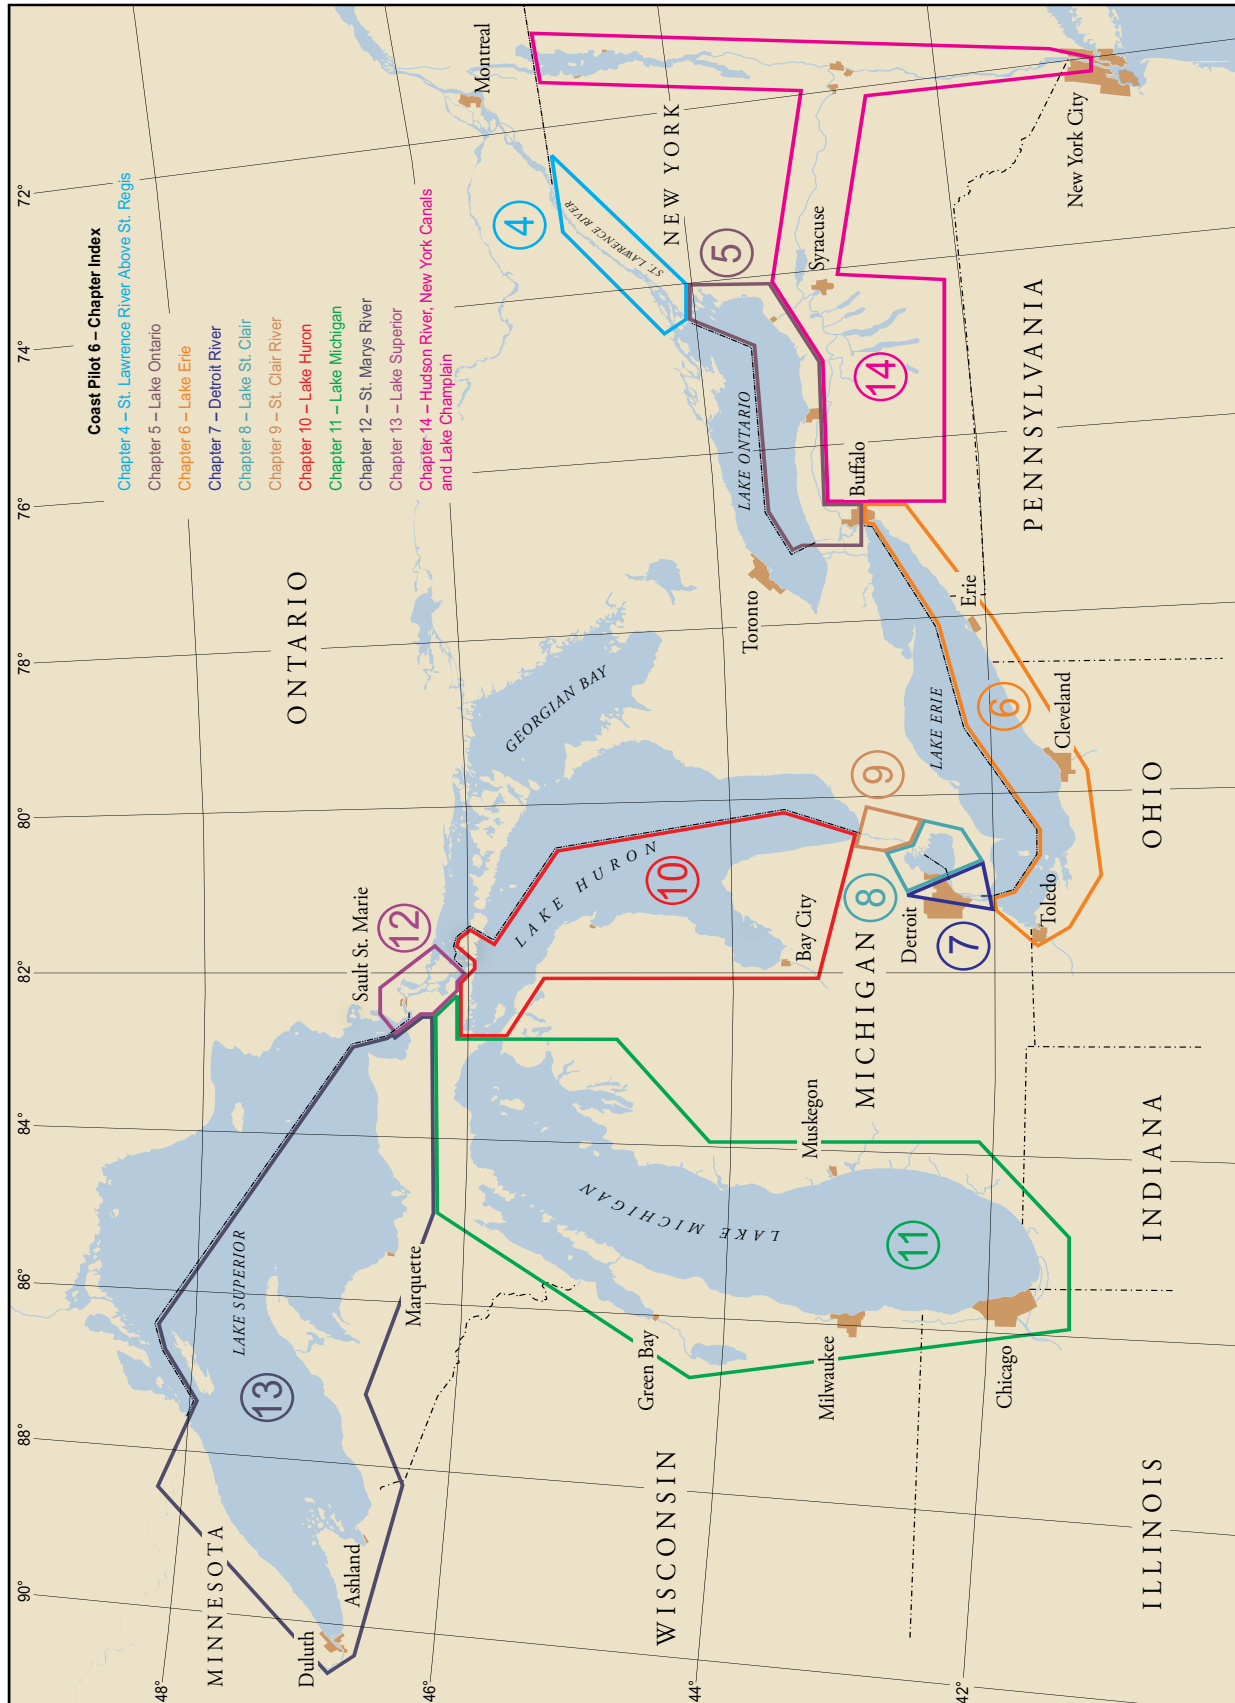 Coast Pilot 6 – Chapter Index
Chapter 4 – St. Lawrence River Above St. Regis
Chapter 5 – Lake Ontario
Chapter 6 – Lake Erie
Chapter 7 – Detroit River
Chapter 8 – Lake St. Clair
Chapter 9 – St. Clair River
Chapter 10 – Lake Huron
Chapter 11 – Lake Michigan
Chapter 12 – St. Marys River
Chapter 13 – Lake Superior
Chapter 14 – Hudson River, New York Canals
and Lake Champlain
90°
88°
86°
84°
82°
80°
78°
76°
74°
72°
48°
46°
44°
42°
MINNESOTA
Duluth
Ashland
13
LAKE SUPERIOR
Marquette
Sault St. Marie
12
ONTARIO
GEORGIAN BAY
LAKE HURON
10
Bay City
WISCONSIN
Green Bay
Milwaukee
Chicago
LAKE MICHIGAN
11
Muskegon
MICHIGAN
Detroit
7
8
9
Toledo
LAKE ERIE
6
Cleveland
Erie
Toronto
LAKE ONTARIO
Buffalo
14
5
Syracuse
NEW YORK
ST. LAWRENCE RIVER
4
Montreal
New York City
PENNSYLVANIA
OHIO
INDIANA
ILLINOIS